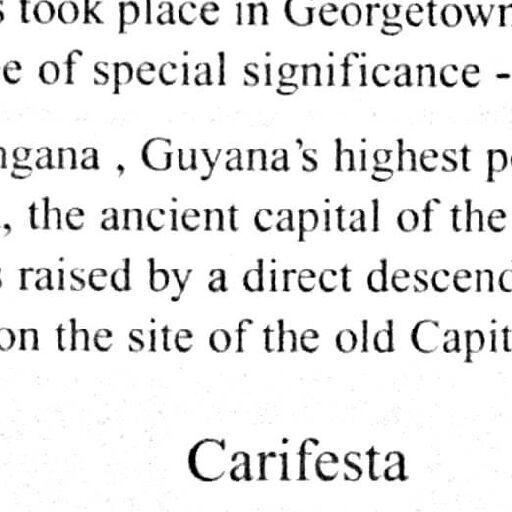 s took place in Georgetown
e of special significance -
ngana , Guyana's highest p
, the ancient capital of the
s raised by a direct descend
on the site of the old Capit
Carifesta